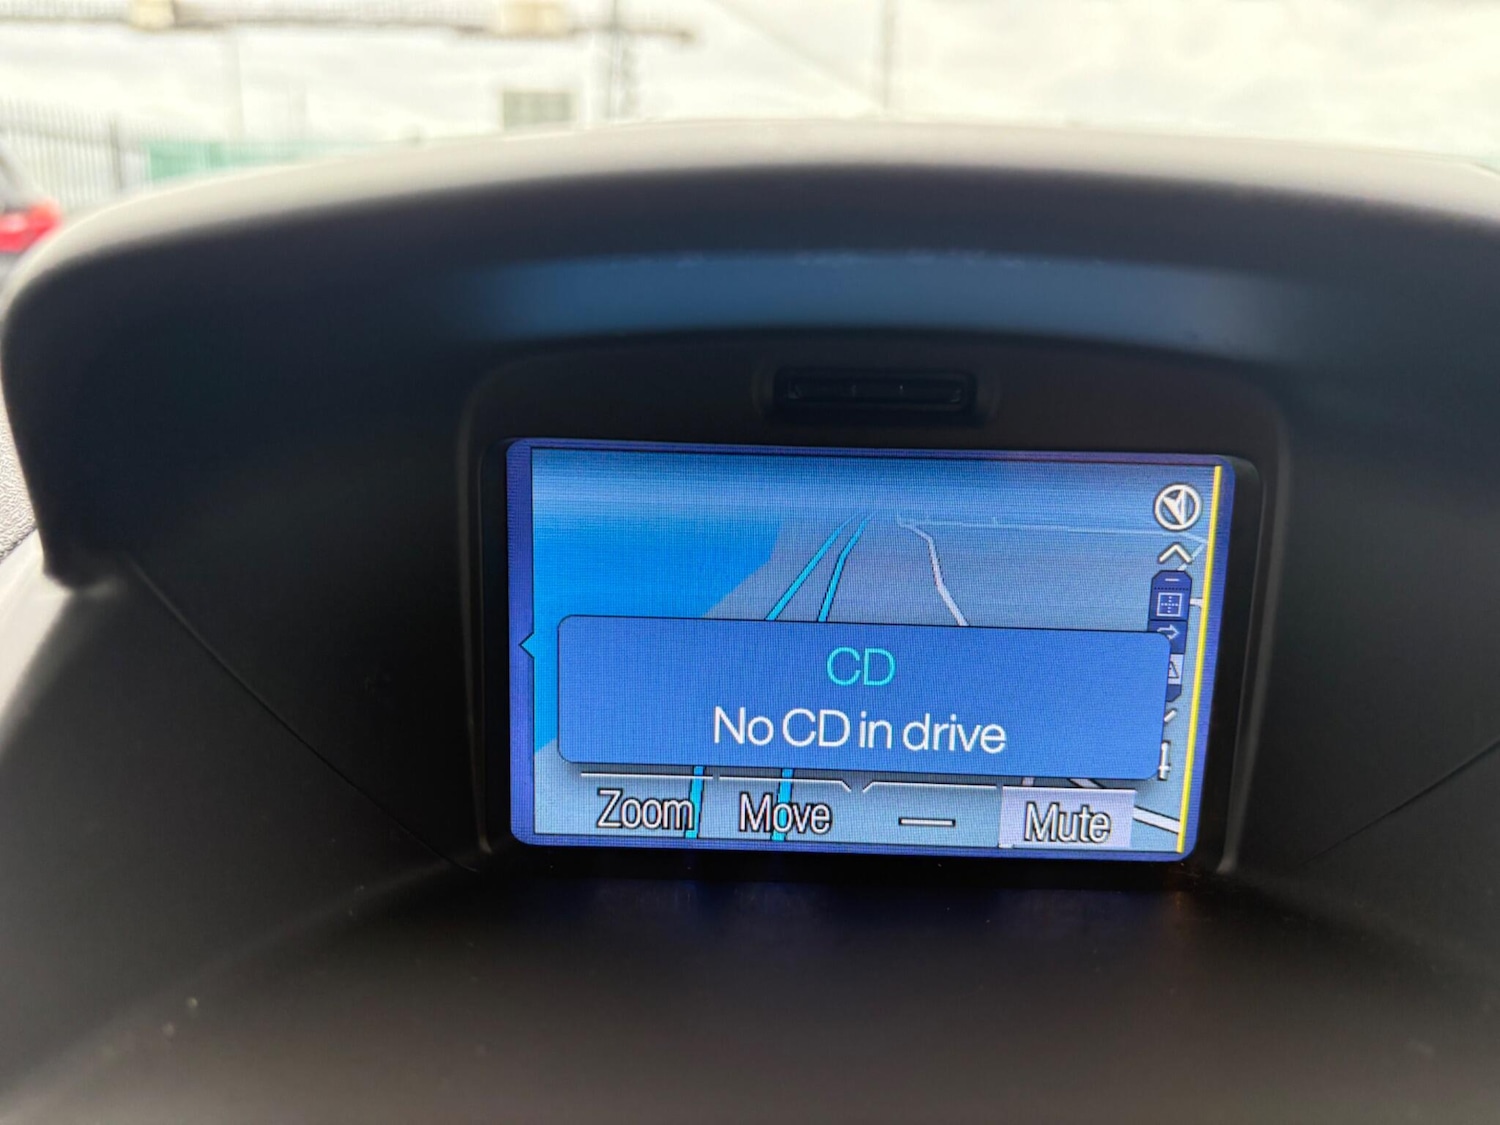 CD
No CD in drive
Zoom Move — Mute